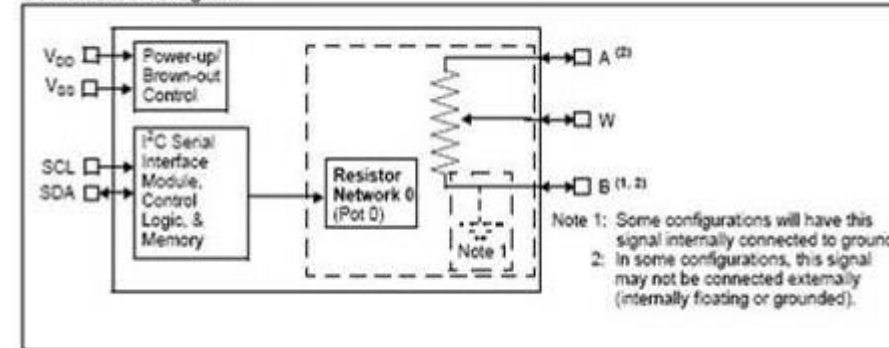 V_DD
Power-up/
Brown-out
Control
V_SS
I²C Serial
Interface
Module,
Control
Logic, &
Memory
SCL
SDA
Resistor
Network 0
(Pot 0)
Note 1
A (2)
W
B (1, 2)
Note 1: Some configurations will have this
signal internally connected to ground
2: In some configurations, this signal
may not be connected externally
(internally floating or grounded).